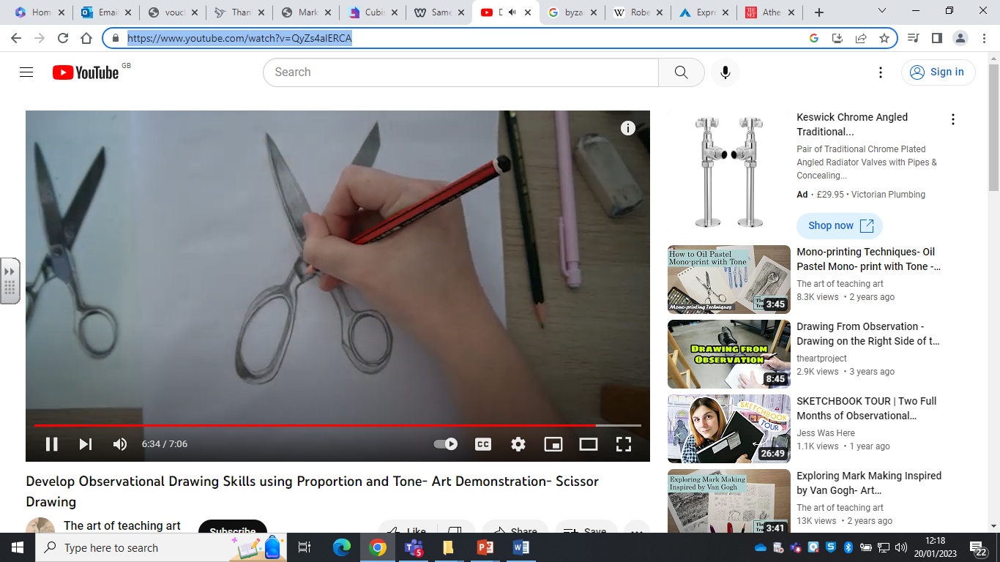 Hom
Emai
vouc
Than
Mark
Cubis
Same
D
byza
Robe
Expre
Athe
https://www.youtube.com/watch?v=QyZs4alERCA
YouTube GB
Search
Sign in
6:34 / 7:06
CC
Develop Observational Drawing Skills using Proportion and Tone- Art Demonstration- Scissor
Drawing
The art of teaching art
Subscribe
Like
Share
Save
Keswick Chrome Angled
Traditional...
Pair of Traditional Chrome Plated
Angled Radiator Valves with Pipes &
Concealing...
Ad · £29.95 • Victorian Plumbing
Shop now
How to Oil Pastel
Mono-print with Tone
Mono-printing Techniques
3:45
Mono-printing Techniques- Oil
Pastel Mono- print with Tone -...
The art of teaching art
8.3K views • 2 years ago
Drawing from
Observation
8:45
Drawing From Observation -
Drawing on the Right Side of t...
theartproject
2.9K views • 3 years ago
SKETCHBOOK
TOUR
26:49
SKETCHBOOK TOUR | Two Full
Months of Observational...
Jess Was Here
1.1K views • 1 year ago
Exploring Mark Making
Inspired by Van Gogh
3:41
Exploring Mark Making Inspired
by Van Gogh- Art...
The art of teaching art
13K views • 2 years ago
Type here to search
12:18
20/01/2023
22